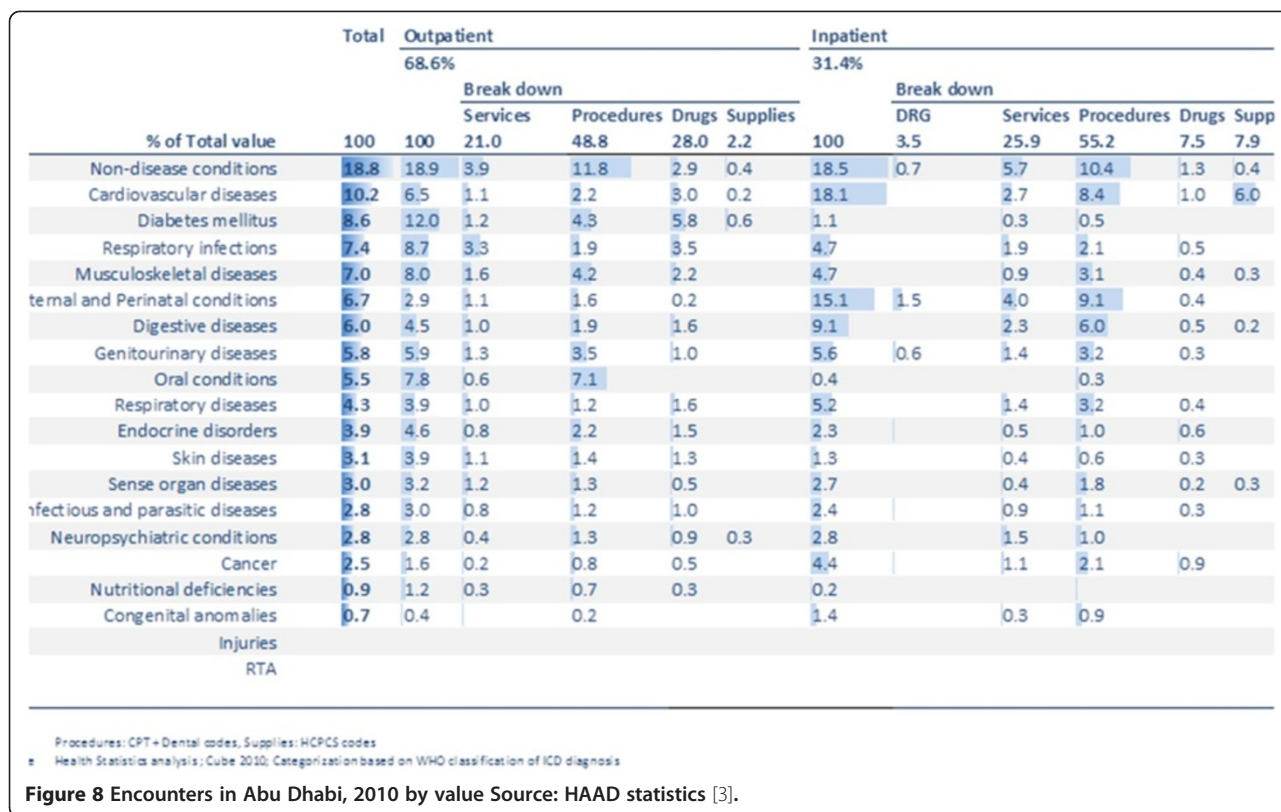 Total Outpatient Inpatient
68.6% 31.4%
Break down Break down
Services Procedures Drugs Supplies DRG Services Procedures Drugs Supp
% of Total value 100 100 21.0 48.8 28.0 2.2 100 3.5 25.9 55.2 7.5 7.9
Non-disease conditions 18.8 18.9 3.9 11.8 2.9 0.4 18.5 0.7 5.7 10.4 1.3 0.4
Cardiovascular diseases 10.2 6.5 1.1 2.2 3.0 0.2 18.1 2.7 8.4 1.0 6.0
Diabetes mellitus 8.6 12.0 1.2 4.3 5.8 0.6 1.1 0.3 0.5
Respiratory infections 7.4 8.7 3.3 1.9 3.5 4.7 1.9 2.1 0.5
Musculoskeletal diseases 7.0 8.0 1.6 4.2 2.2 4.7 0.9 3.1 0.4 0.3
ternal and Perinatal conditions 6.7 2.9 1.1 1.6 0.2 15.1 1.5 4.0 9.1 0.4
Digestive diseases 6.0 4.5 1.0 1.9 1.6 9.1 2.3 6.0 0.5 0.2
Genitourinary diseases 5.8 5.9 1.3 3.5 1.0 5.6 0.6 1.4 3.2 0.3
Oral conditions 5.5 7.8 0.6 7.1 0.4 0.3
Respiratory diseases 4.3 3.9 1.0 1.2 1.6 5.2 1.4 3.2 0.4
Endocrine disorders 3.9 4.6 0.8 2.2 1.5 2.3 0.5 1.0 0.6
Skin diseases 3.1 3.9 1.1 1.4 1.3 1.3 0.4 0.6 0.3
Sense organ diseases 3.0 3.2 1.2 1.3 0.5 2.7 0.4 1.8 0.2 0.3
nfectious and parasitic diseases 2.8 3.0 0.8 1.2 1.0 2.4 0.9 1.1 0.3
Neuropsychiatric conditions 2.8 2.8 0.4 1.3 0.9 0.3 2.8 1.5 1.0
Cancer 2.5 1.6 0.2 0.8 0.5 4.4 1.1 2.1 0.9
Nutritional deficiencies 0.9 1.2 0.3 0.7 0.3 0.2
Congenital anomalies 0.7 0.4 0.2 1.4 0.3 0.9
Injuries
RTA
Procedures: CPT + Dental codes, Supplies: HCPCS codes
e Health Statistics analysis; Cube 2010; Categorization based on WHO classification of ICD diagnosis
Figure 8 Encounters in Abu Dhabi, 2010 by value Source: HAAD statistics [3].